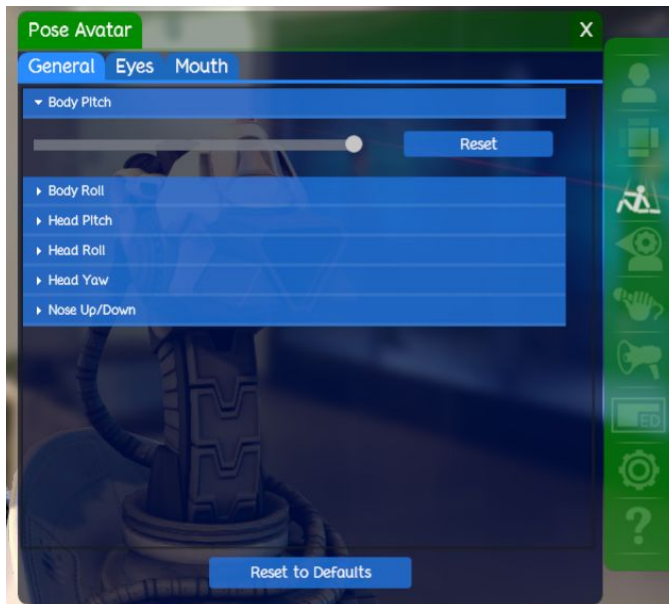 Pose Avatar X
General Eyes Mouth
Body Pitch
Reset
Body Roll
Head Pitch
Head Roll
Head Yaw
Nose Up/Down
ED
?
Reset to Defaults